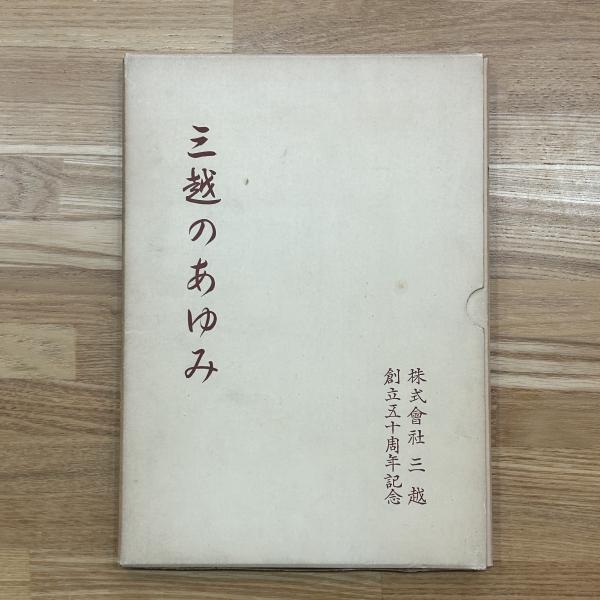 三越のあゆみ
株式會社 三越
創立五十周年記念